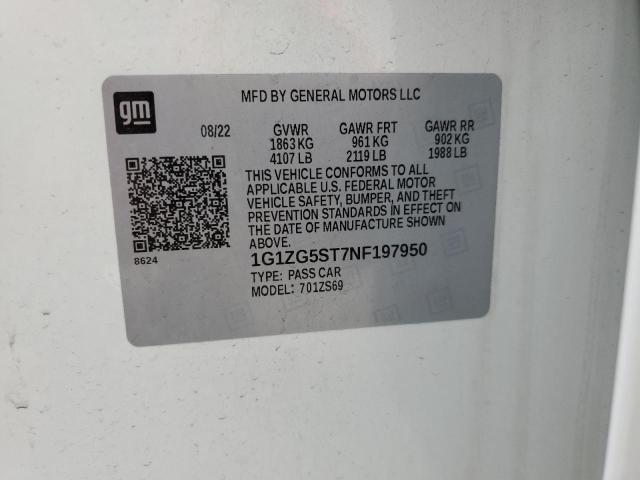 gm
MFD BY GENERAL MOTORS LLC
08/22 GVWR GAWR FRT GAWR RR
1863 KG 961 KG 902 KG
4107 LB 2119 LB 1988 LB
THIS VEHICLE CONFORMS TO ALL
APPLICABLE U.S. FEDERAL MOTOR
VEHICLE SAFETY, BUMPER, AND THEFT
PREVENTION STANDARDS IN EFFECT ON
THE DATE OF MANUFACTURE SHOWN
ABOVE.
8624
1G1ZG5ST7NF197950
TYPE: PASS CAR
MODEL: 701ZS69